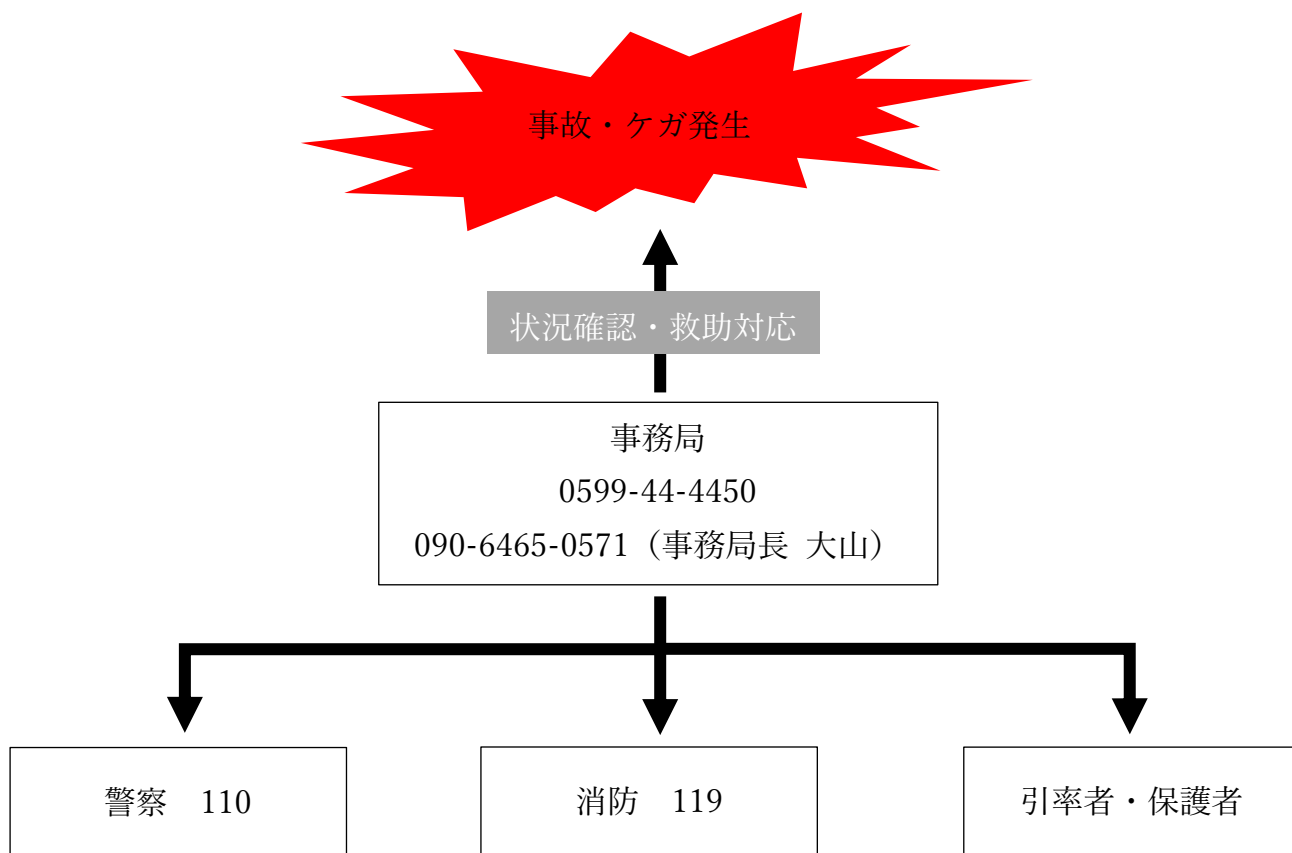 事故・ケガ発生
状況確認・救助対応
事務局
0599-44-4450
090-6465-0571（事務局長 大山）
警察　110
消防　119
引率者・保護者